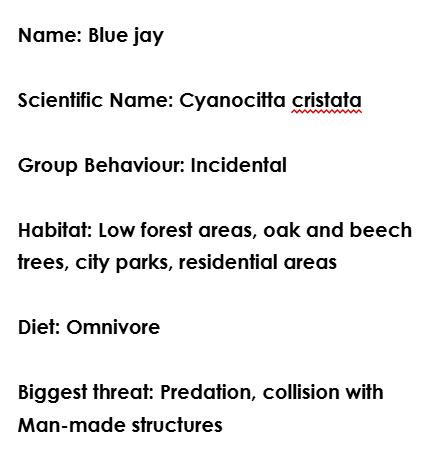 Name: Blue jay
Scientific Name: Cyanocitta cristata
Group Behaviour: Incidental
Habitat: Low forest areas, oak and beech
trees, city parks, residential areas
Diet: Omnivore
Biggest threat: Predation, collision with
Man-made structures